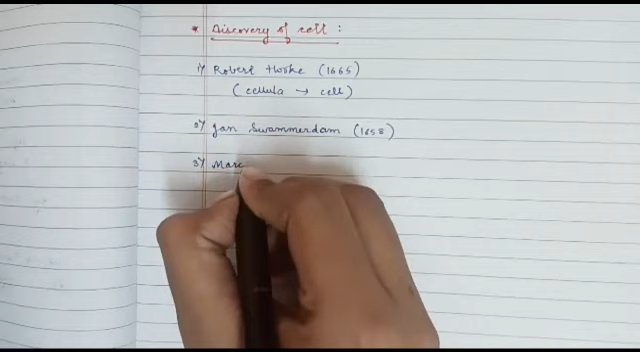 * Discovery of cell :
1) Robert Hooke (1665)
(cellula → cell)
2) Jan Swammerdam (1658)
3) Marc